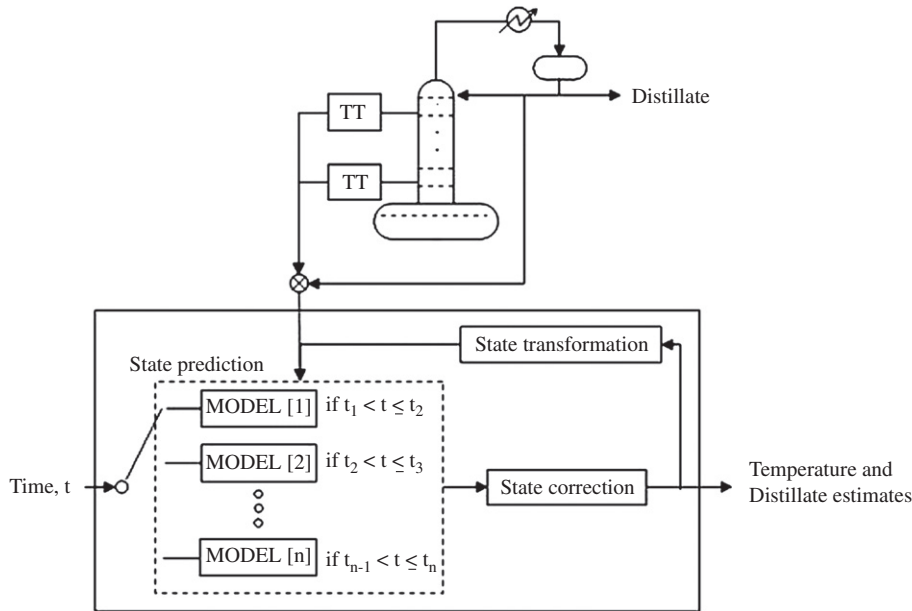 Distillate
TT
TT
State transformation
State prediction
MODEL [1] if t₁ < t ≤ t₂
MODEL [2] if t₂ < t ≤ t₃
Time, t
State correction
Temperature and
Distillate estimates
MODEL [n] if tₙ₋₁ < t ≤ tₙ